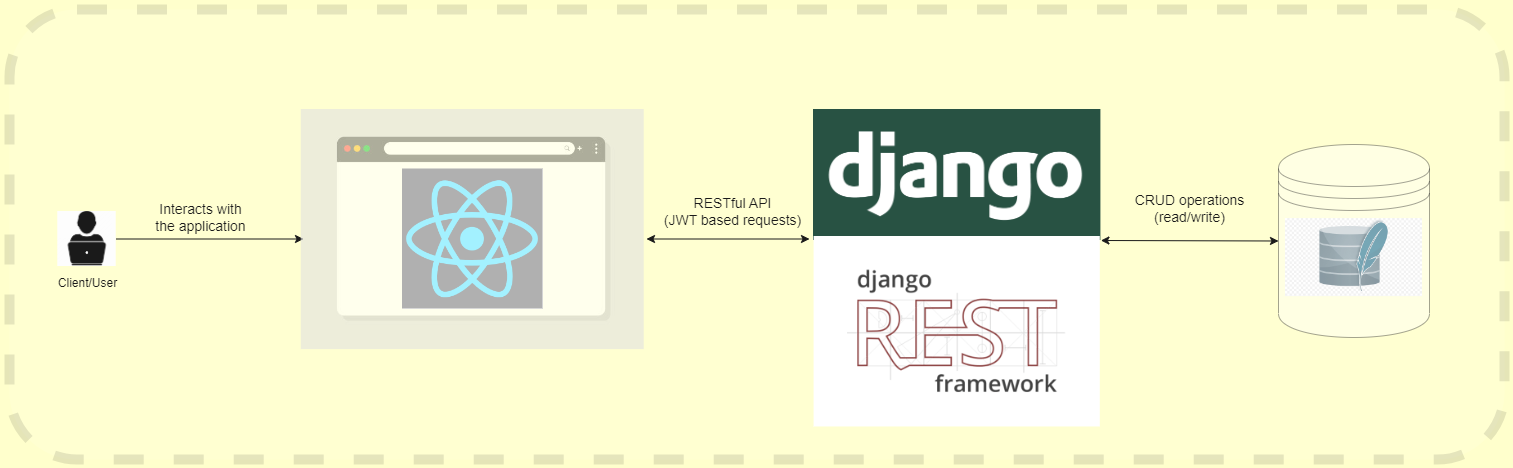 Client/User
Interacts with
the application
RESTful API
(JWT based requests)
django
django
REST
framework
CRUD operations
(read/write)